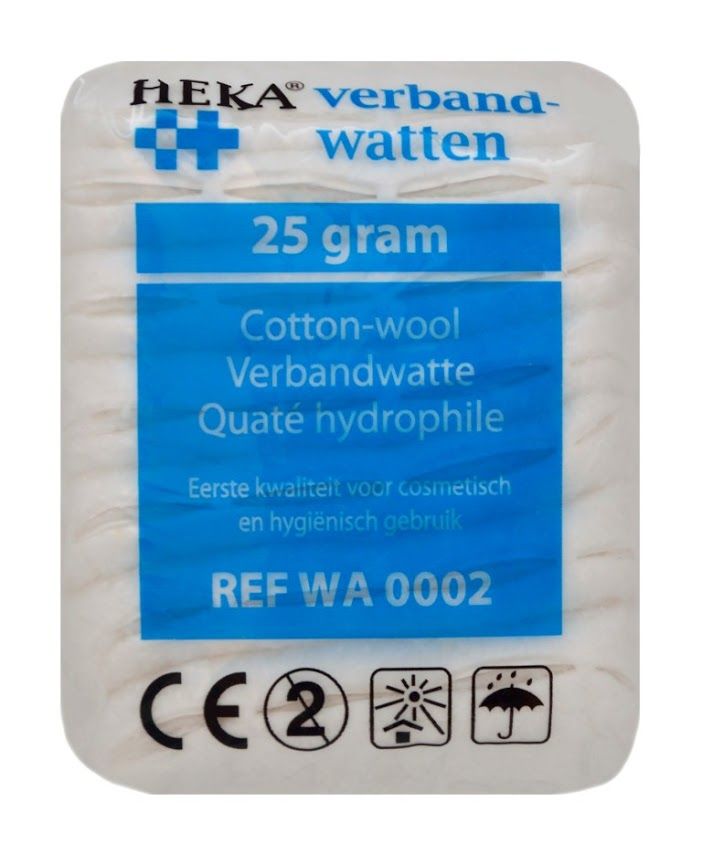 HEKA® verband-
watten
25 gram
Cotton-wool
Verbandwatte
Quaté hydrophile
Eerste kwaliteit voor cosmetisch
en hygiënisch gebruik
REF WA 0002
CE 2